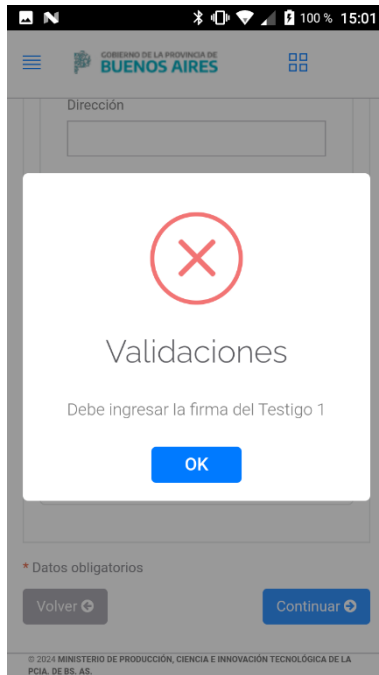 100 % 15:01
GOBIERNO DE LA PROVINCIA DE
BUENOS AIRES
Dirección
Validaciones
Debe ingresar la firma del Testigo 1
OK
* Datos obligatorios
Volver
Continuar
© 2024 MINISTERIO DE PRODUCCIÓN, CIENCIA E INNOVACIÓN TECNOLÓGICA DE LA
PCIA. DE BS. AS.